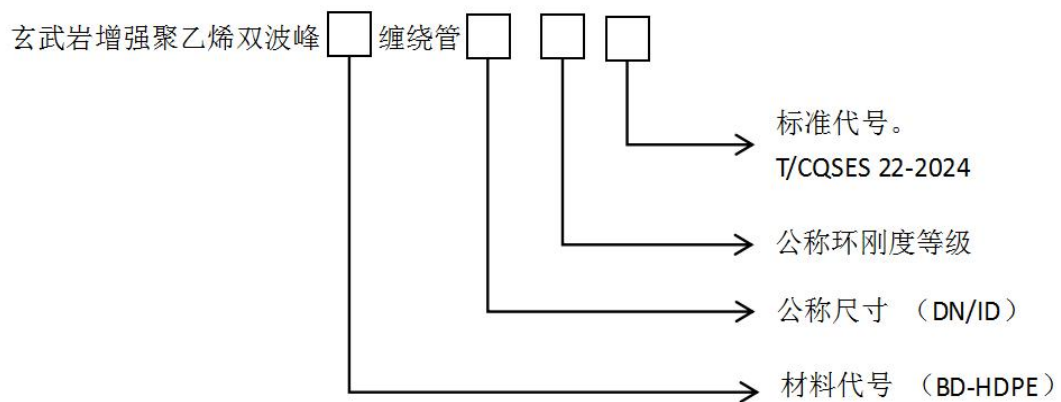 玄武岩增强聚乙烯双波峰 缠绕管
标准代号。
T/CQSES 22-2024
公称环刚度等级
公称尺寸 （DN/ID）
材料代号 （BD-HDPE）